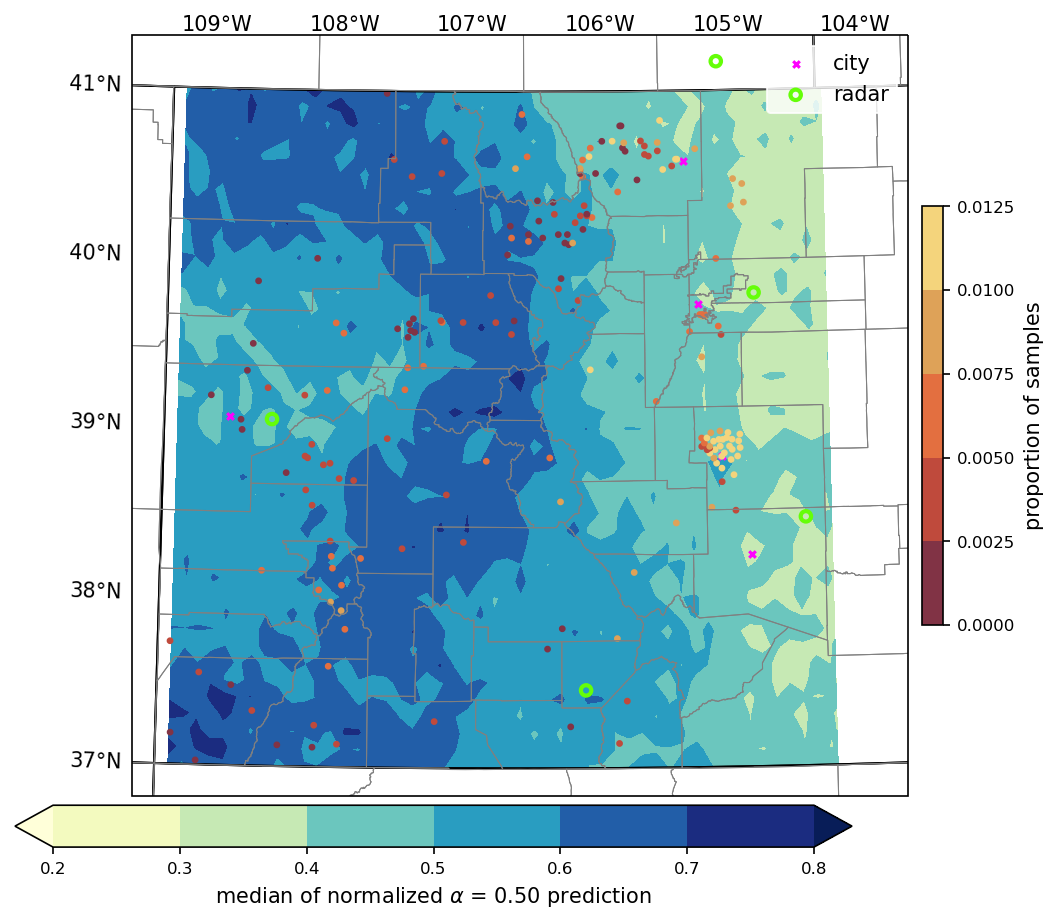 109°W 108°W 107°W 106°W 105°W 104°W
city
radar
41°N
40°N
39°N
38°N
37°N
0.0125
0.0100
0.0075
0.0050
0.0025
0.0000
proportion of samples
0.2 0.3 0.4 0.5 0.6 0.7 0.8
median of normalized α = 0.50 prediction